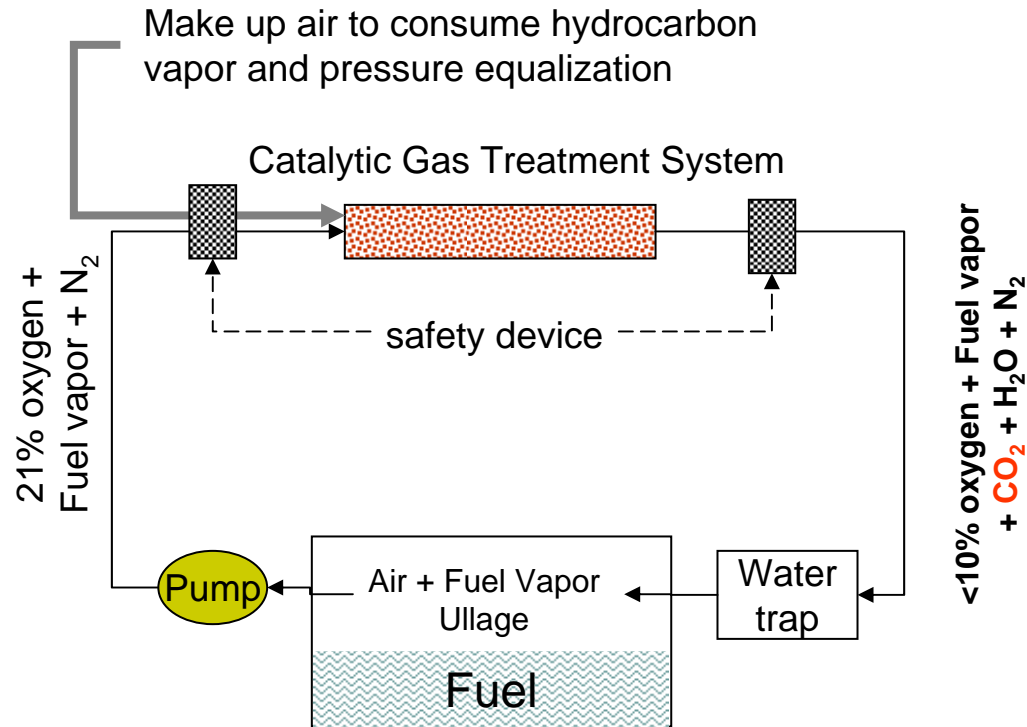 Make up air to consume hydrocarbon
vapor and pressure equalization
Catalytic Gas Treatment System
safety device
21% oxygen +
Fuel vapor + N₂
<10% oxygen + Fuel vapor
+ CO₂ + H₂O + N₂
Pump
Air + Fuel Vapor
Ullage
Water
trap
Fuel